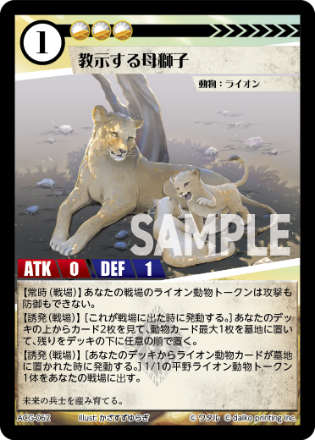 1
教示する母獅子
動物:ライオン
SAMPLE
ATK 0 DEF 1
【常時(戦場)】あなたの戦場のライオン動物トークンは攻撃も
防御もできない。
【誘発(戦場)】[これが戦場に出た時に発動する。]あなたのデッ
キの上からカード2枚を見て、動物カード最大1枚を墓地に置い
て、残りをデッキの下に任意の順で置く。
【誘発(戦場)】[あなたのデッキからライオン動物カードが墓地
に置かれた時に発動する。]1/1の平野ライオン動物トークン
1体をあなたの戦場に出す。
未来の兵士を産み育てる。
ACG-062 Illust:かざすすゆらぎ ©ワタル ©daiko printing inc.